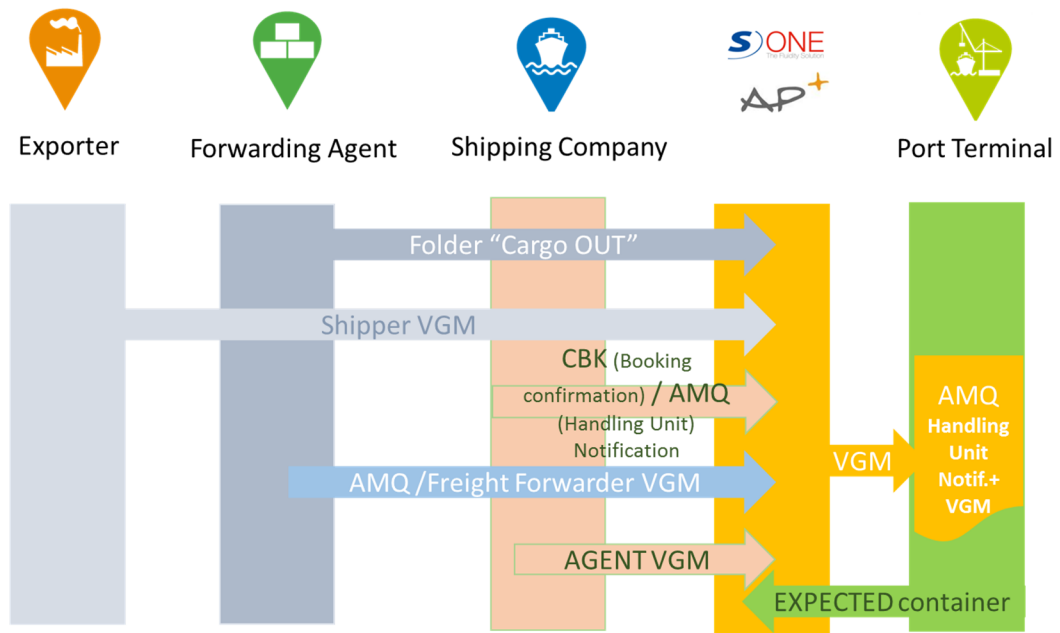 S) ONE
The Fluidity Solution
AP+
Exporter
Forwarding Agent
Shipping Company
Port Terminal
Folder “Cargo OUT”
Shipper VGM
CBK (Booking
confirmation) / AMQ
(Handling Unit)
Notification
AMQ /Freight Forwarder VGM
VGM
AMQ
Handling
Unit
Notif.+
VGM
AGENT VGM
EXPECTED container